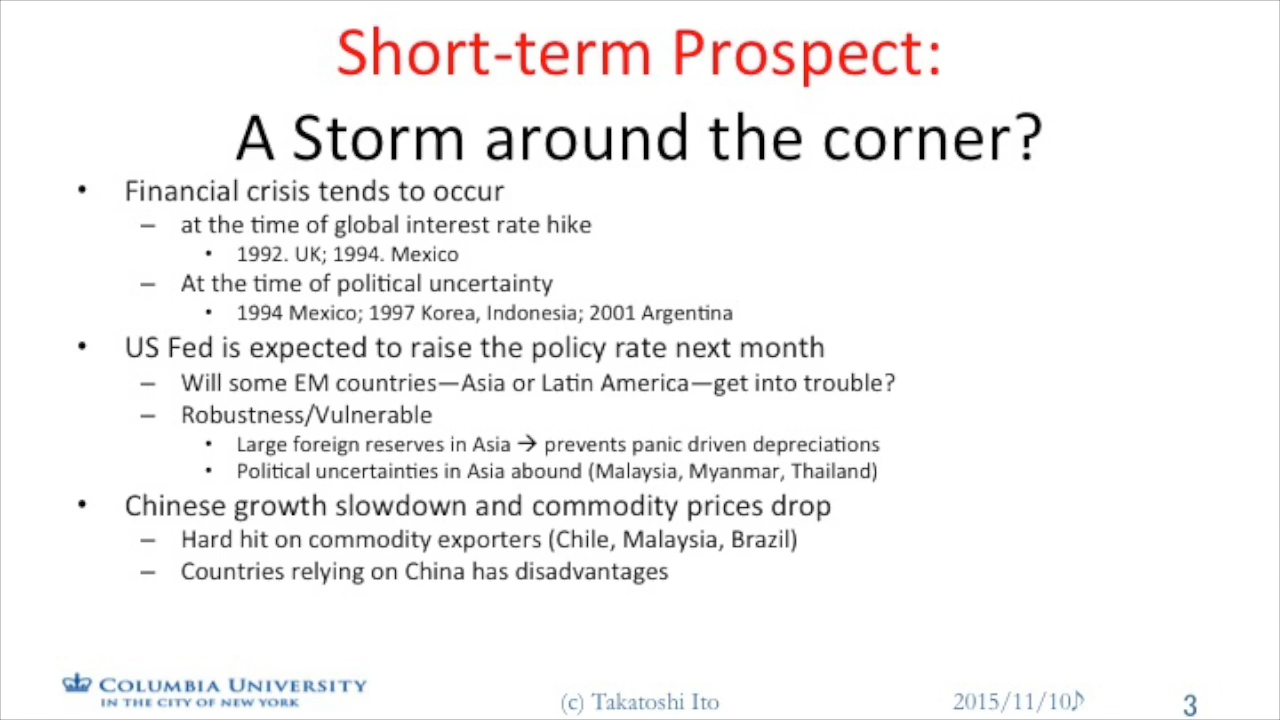 Short-term Prospect:
A Storm around the corner?
• Financial crisis tends to occur
– at the time of global interest rate hike
• 1992. UK; 1994. Mexico
– At the time of political uncertainty
• 1994 Mexico; 1997 Korea, Indonesia; 2001 Argentina
• US Fed is expected to raise the policy rate next month
– Will some EM countries—Asia or Latin America—get into trouble?
– Robustness/Vulnerable
• Large foreign reserves in Asia → prevents panic driven depreciations
• Political uncertainties in Asia abound (Malaysia, Myanmar, Thailand)
• Chinese growth slowdown and commodity prices drop
– Hard hit on commodity exporters (Chile, Malaysia, Brazil)
– Countries relying on China has disadvantages
COLUMBIA UNIVERSITY
IN THE CITY OF NEW YORK
(c) Takatoshi Ito
2015/11/10♪
3